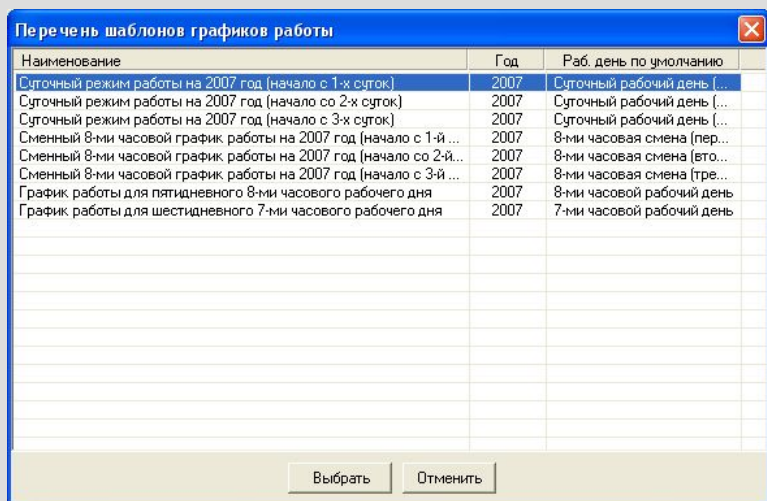 Перечень шаблонов графиков работы
Наименование Год Раб. день по умолчанию
Суточный режим работы на 2007 год (начало с 1-х суток) 2007 Суточный рабочий день (...
Суточный режим работы на 2007 год (начало со 2-х суток) 2007 Суточный рабочий день (...
Суточный режим работы на 2007 год (начало с 3-х суток) 2007 Суточный рабочий день (...
Сменный 8-ми часовой график работы на 2007 год (начало с 1-й ... 2007 8-ми часовая смена (пер...
Сменный 8-ми часовой график работы на 2007 год (начало со 2-й... 2007 8-ми часовая смена (вто...
Сменный 8-ми часовой график работы на 2007 год (начало с 3-й ... 2007 8-ми часовая смена (тре...
График работы для пятидневного 8-ми часового рабочего дня 2007 8-ми часовой рабочий день
График работы для шестидневного 7-ми часового рабочего дня 2007 7-ми часовой рабочий день
Выбрать Отменить